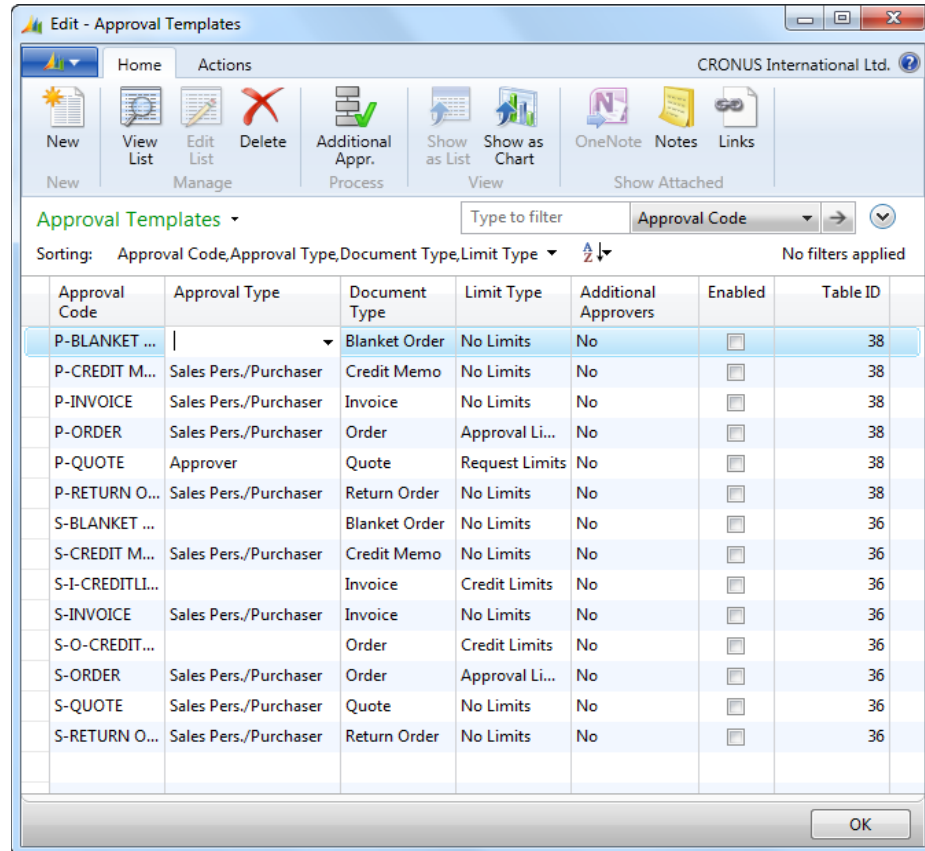 Edit - Approval Templates
Home Actions CRONUS International Ltd.
New View List Edit List Delete Additional Appr. Show as List Show as Chart OneNote Notes Links
New Manage Process View Show Attached
Approval Templates Type to filter Approval Code
Sorting: Approval Code,Approval Type,Document Type,Limit Type No filters applied
Approval Code Approval Type Document Type Limit Type Additional Approvers Enabled Table ID
P-BLANKET ... Blanket Order No Limits No 38
P-CREDIT M... Sales Pers./Purchaser Credit Memo No Limits No 38
P-INVOICE Sales Pers./Purchaser Invoice No Limits No 38
P-ORDER Sales Pers./Purchaser Order Approval Li... No 38
P-QUOTE Approver Quote Request Limits No 38
P-RETURN O... Sales Pers./Purchaser Return Order No Limits No 38
S-BLANKET ... Blanket Order No Limits No 36
S-CREDIT M... Sales Pers./Purchaser Credit Memo No Limits No 36
S-I-CREDITLI... Invoice Credit Limits No 36
S-INVOICE Sales Pers./Purchaser Invoice No Limits No 36
S-O-CREDIT... Order Credit Limits No 36
S-ORDER Sales Pers./Purchaser Order Approval Li... No 36
S-QUOTE Sales Pers./Purchaser Quote No Limits No 36
S-RETURN O... Sales Pers./Purchaser Return Order No Limits No 36
OK